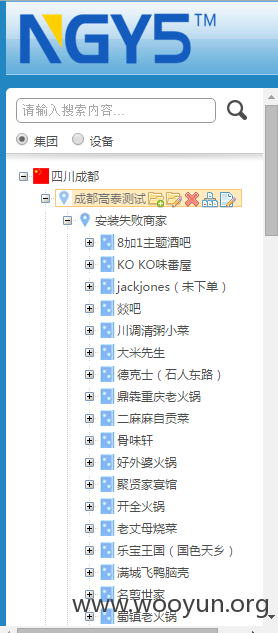 NGY5™
请输入搜索内容...
集团 设备
四川成都
成都高泰测试
安装失败商家
8加1主题酒吧
KO KO味番屋
jackjones（未下单）
燚吧
川调清粥小菜
大米先生
德克士（石人东路）
鼎牪重庆老火锅
二麻麻自贡菜
骨味轩
好外婆火锅
聚贤家宴馆
开全火锅
老丈母烧菜
乐宝王国（国色天乡）
满城飞鸭脑壳
名煎世家
蜀镇老火锅
www.wooyun.org